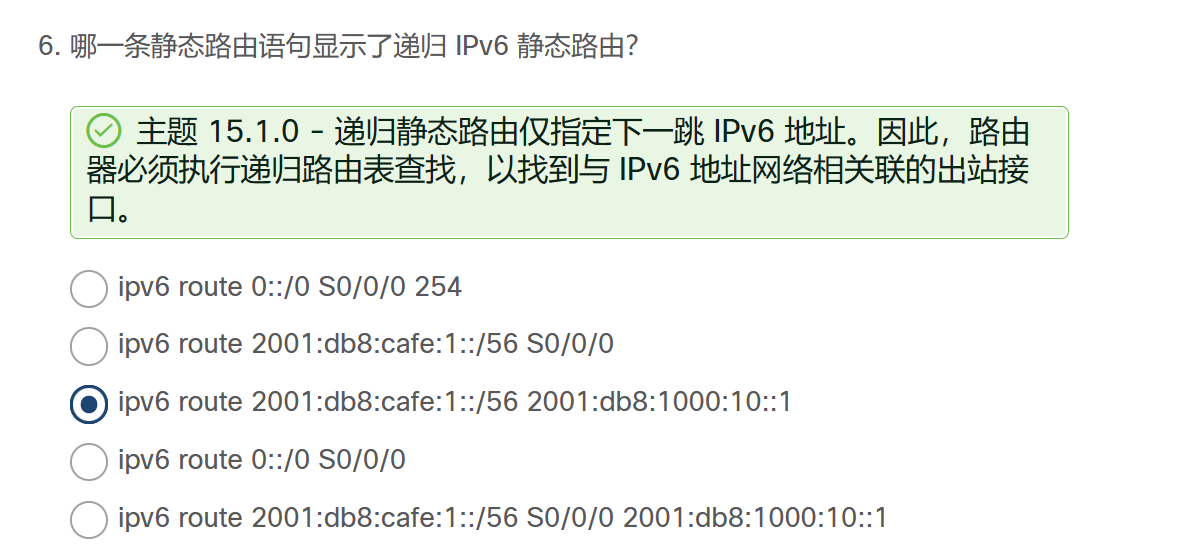 6. 哪一条静态路由语句显示了递归 IPv6 静态路由？
主题 15.1.0 - 递归静态路由仅指定下一跳 IPv6 地址。因此，路由
器必须执行递归路由表查找，以找到与 IPv6 地址网络相关联的出站接
口。
ipv6 route 0::/0 S0/0/0 254
ipv6 route 2001:db8:cafe:1::/56 S0/0/0
ipv6 route 2001:db8:cafe:1::/56 2001:db8:1000:10::1
ipv6 route 0::/0 S0/0/0
ipv6 route 2001:db8:cafe:1::/56 S0/0/0 2001:db8:1000:10::1